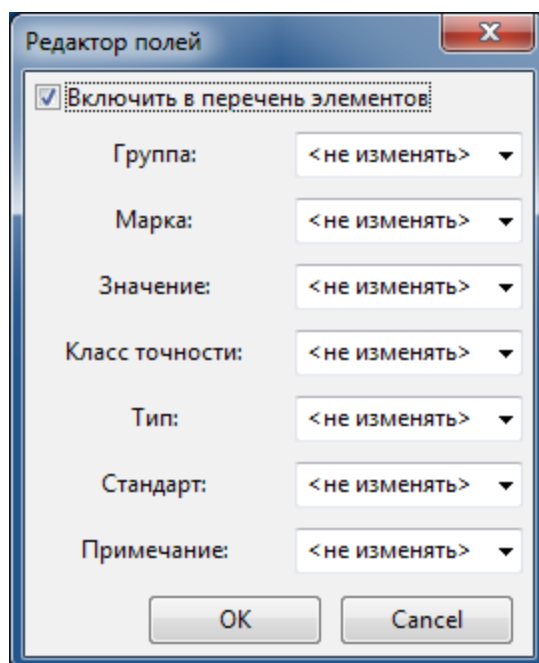 Редактор полей
Включить в перечень элементов
Группа: <не изменять>
Марка: <не изменять>
Значение: <не изменять>
Класс точности: <не изменять>
Тип: <не изменять>
Стандарт: <не изменять>
Примечание: <не изменять>
OK Cancel